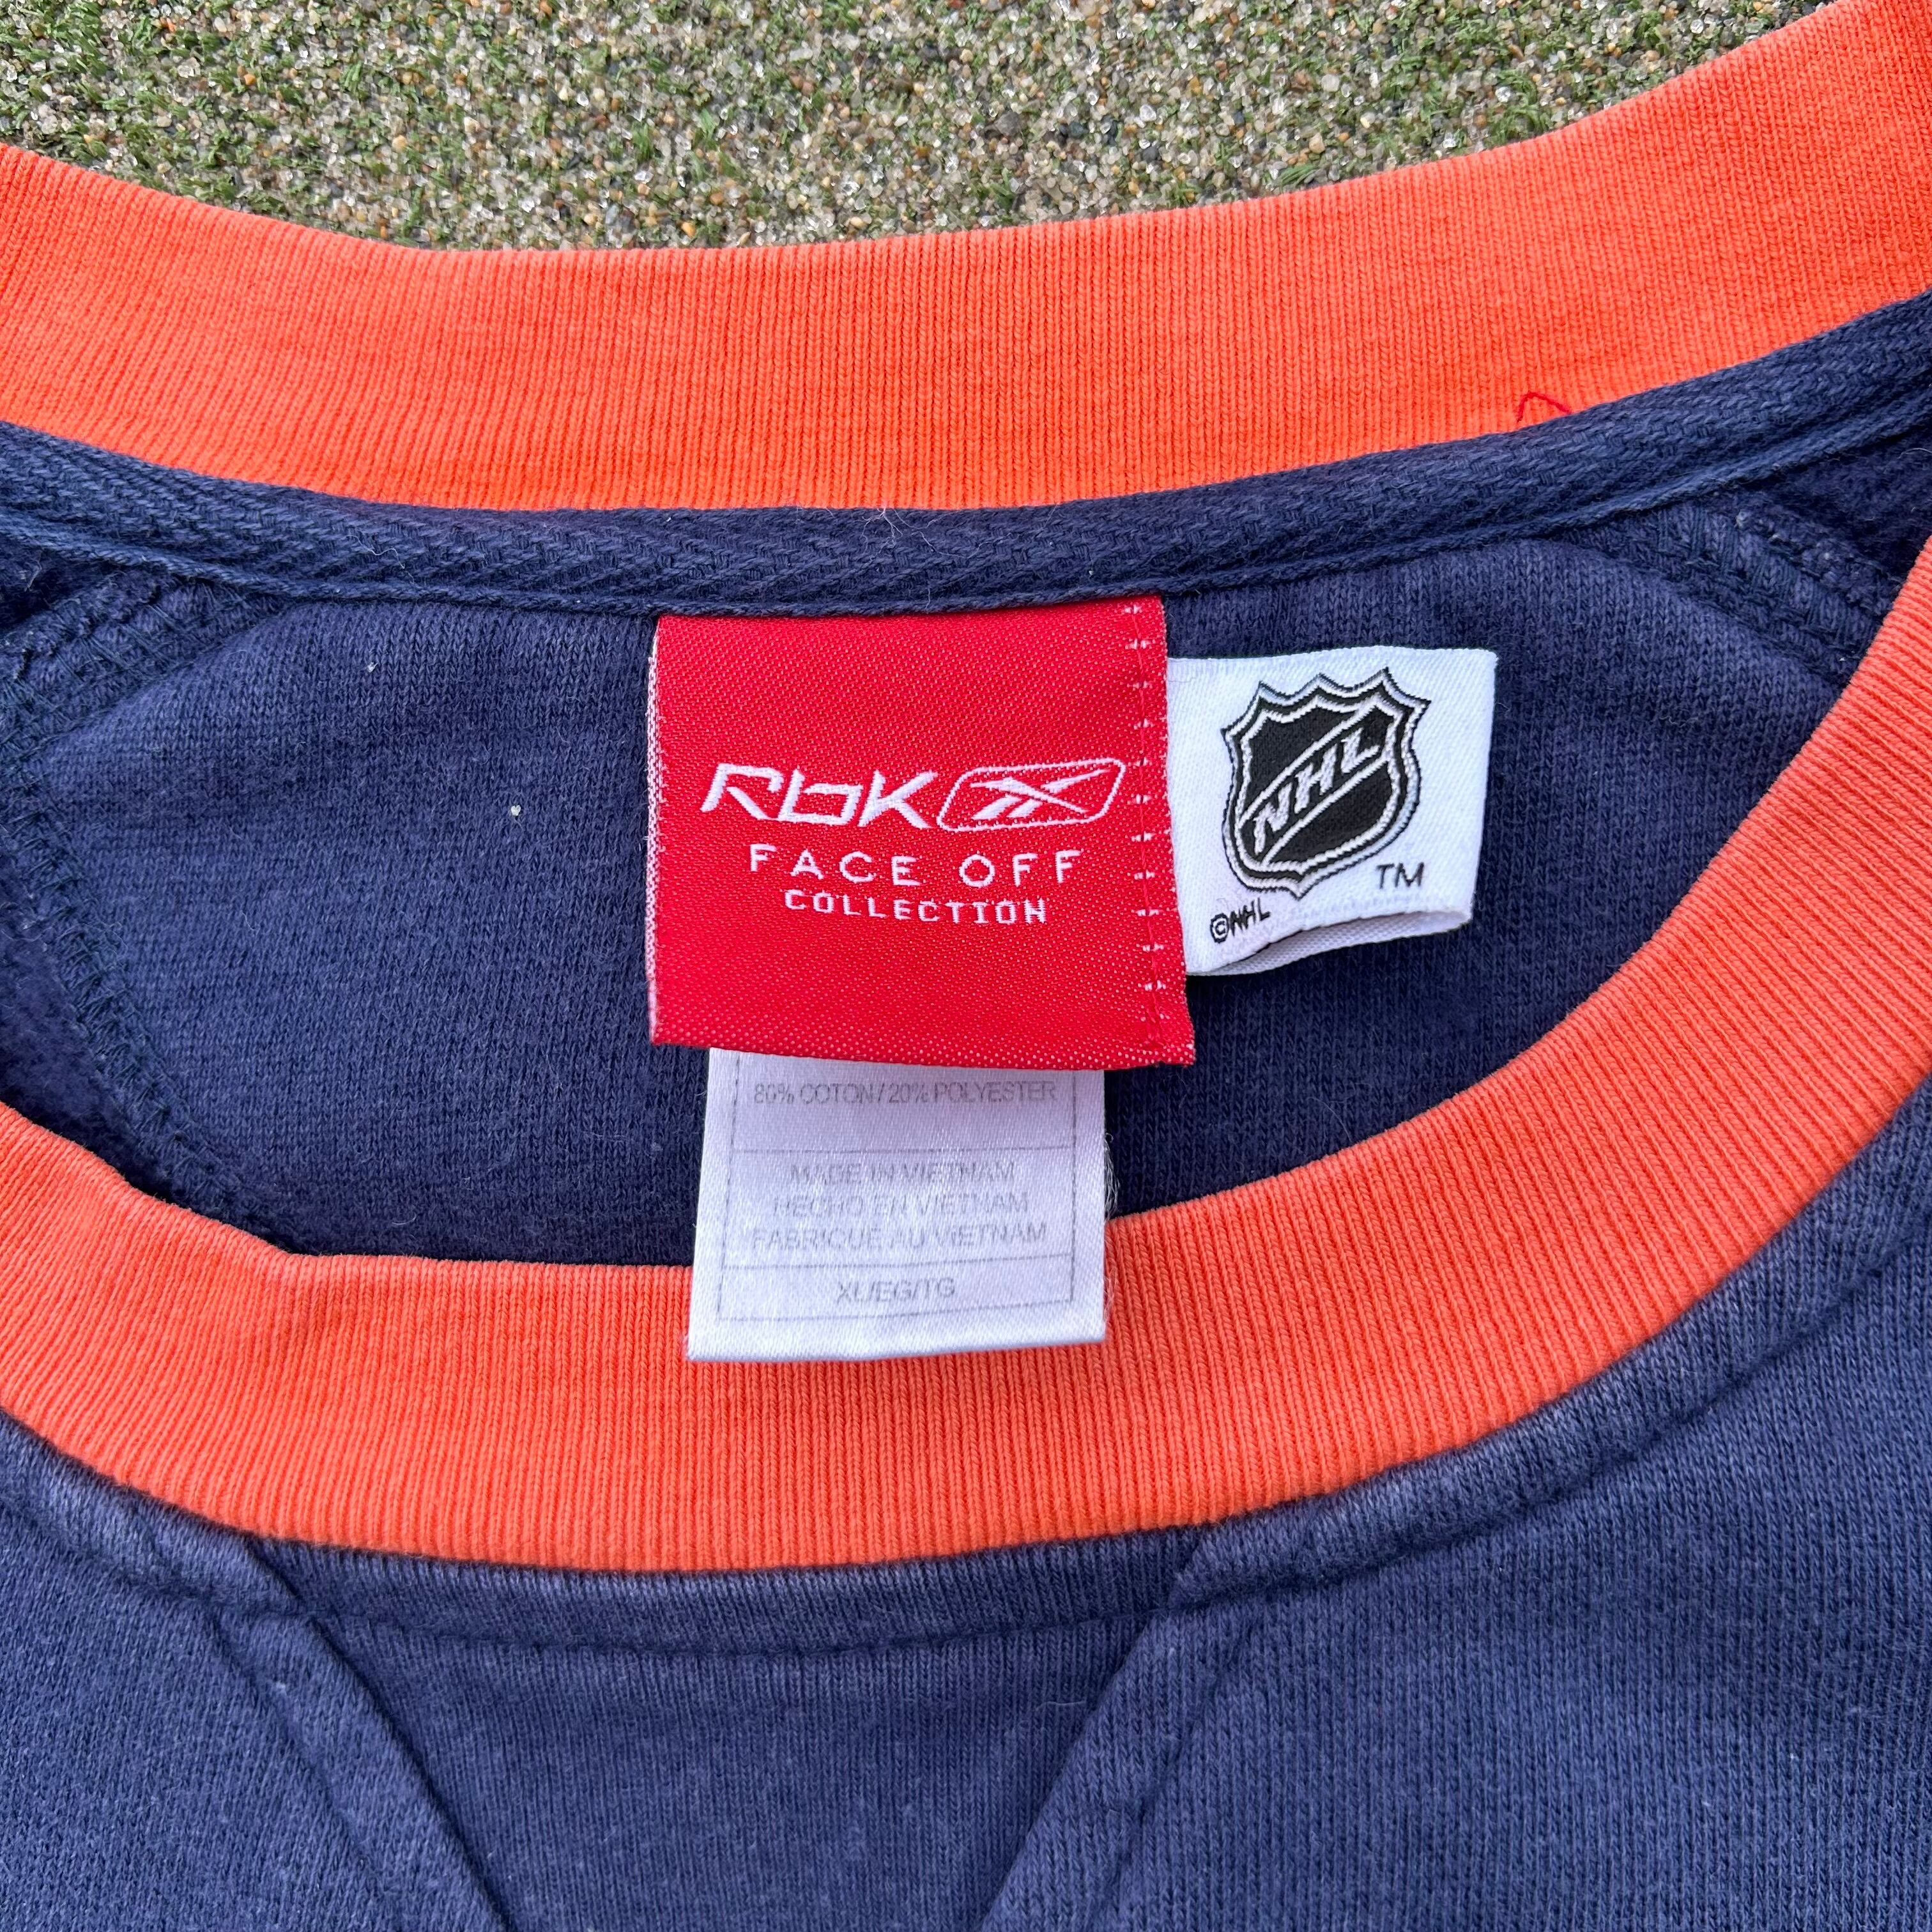 Rbk
FACE OFF
COLLECTION
NHL
TM
©NHL
80% COTON/20% POLYESTER
MADE IN VIETNAM
HECHO EN VIETNAM
FABRIQUE AU VIETNAM
XL/EG/TG